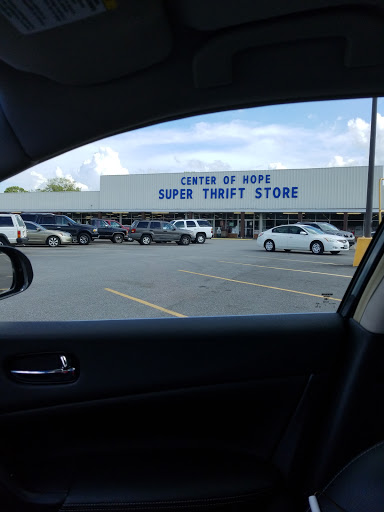 CENTER OF HOPE
SUPER THRIFT STORE